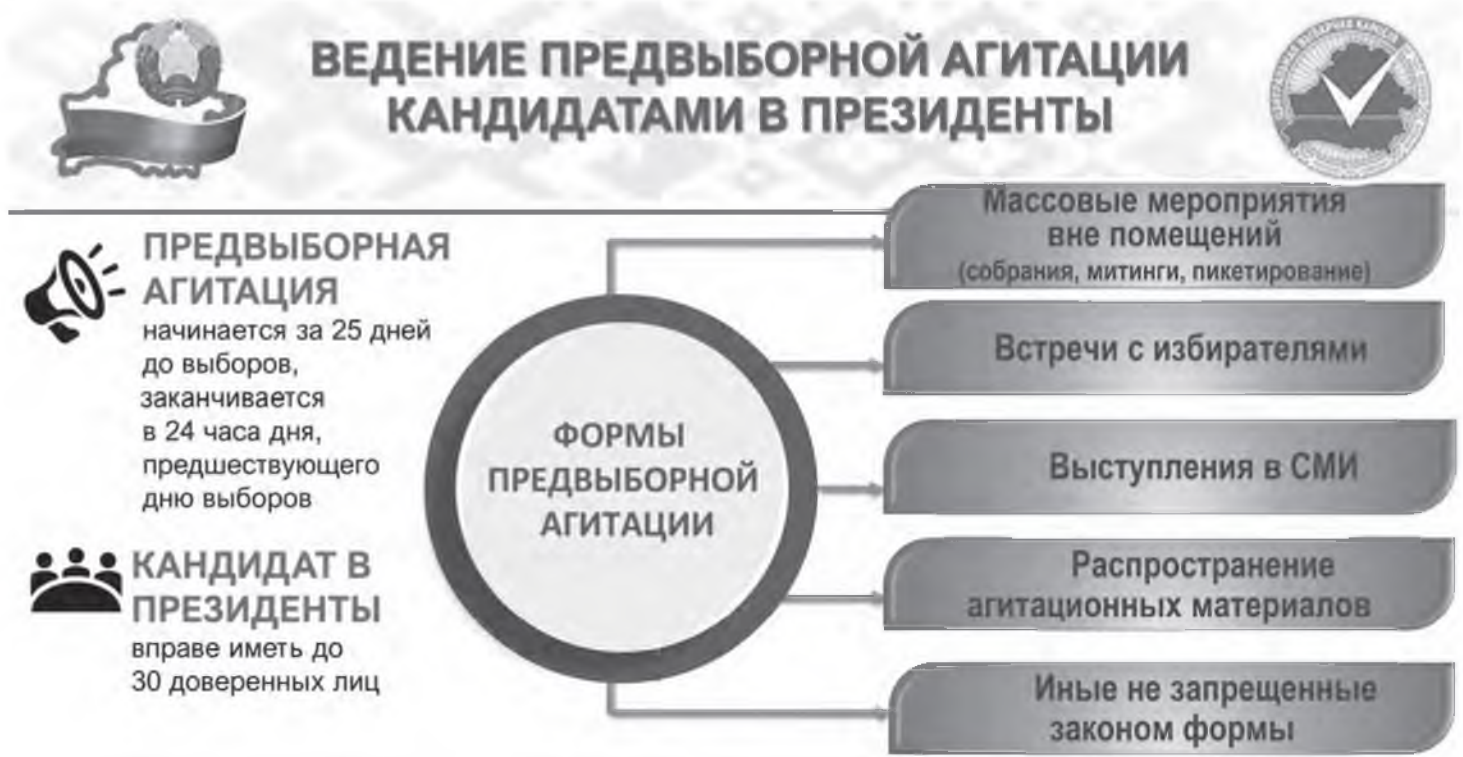 ВЕДЕНИЕ ПРЕДВЫБОРНОЙ АГИТАЦИИ
КАНДИДАТАМИ В ПРЕЗИДЕНТЫ
ПРЕДВЫБОРНАЯ
АГИТАЦИЯ
начинается за 25 дней
до выборов,
заканчивается
в 24 часа дня,
предшествующего
дню выборов
КАНДИДАТ В
ПРЕЗИДЕНТЫ
вправе иметь до
30 доверенных лиц
ФОРМЫ
ПРЕДВЫБОРНОЙ
АГИТАЦИИ
Массовые мероприятия
вне помещений
(собрания, митинги, пикетирование)
Встречи с избирателями
Выступления в СМИ
Распространение
агитационных материалов
Иные не запрещенные
законом формы